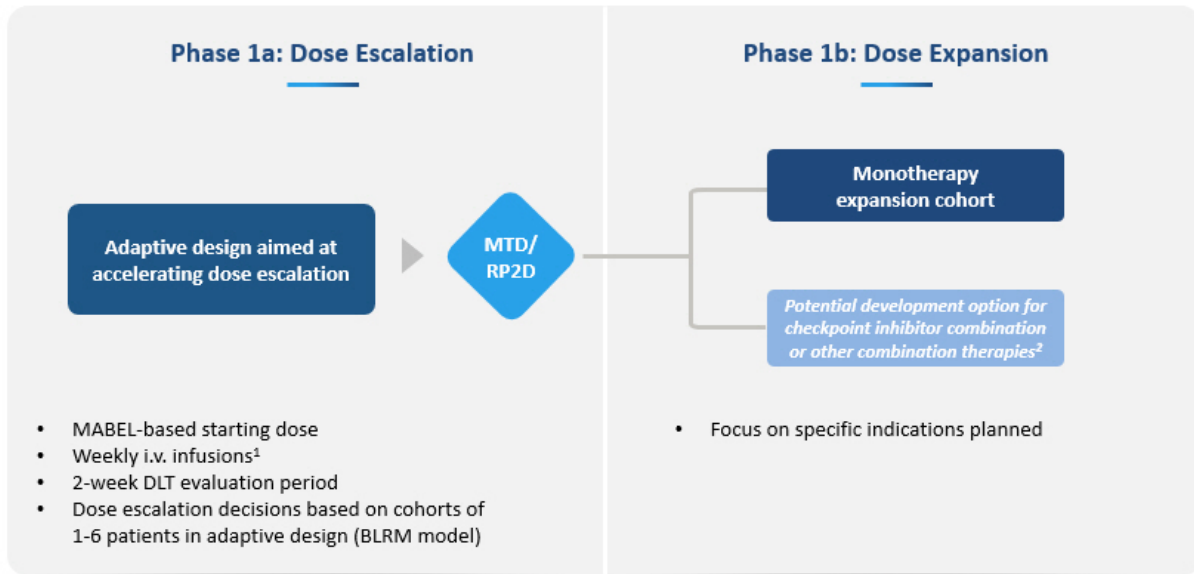 Phase 1a: Dose Escalation
Adaptive design aimed at
accelerating dose escalation
MTD/
RP2D
• MABEL-based starting dose
• Weekly i.v. infusions¹
• 2-week DLT evaluation period
• Dose escalation decisions based on cohorts of
1-6 patients in adaptive design (BLRM model)
Phase 1b: Dose Expansion
Monotherapy
expansion cohort
Potential development option for
checkpoint inhibitor combination
or other combination therapies²
• Focus on specific indications planned